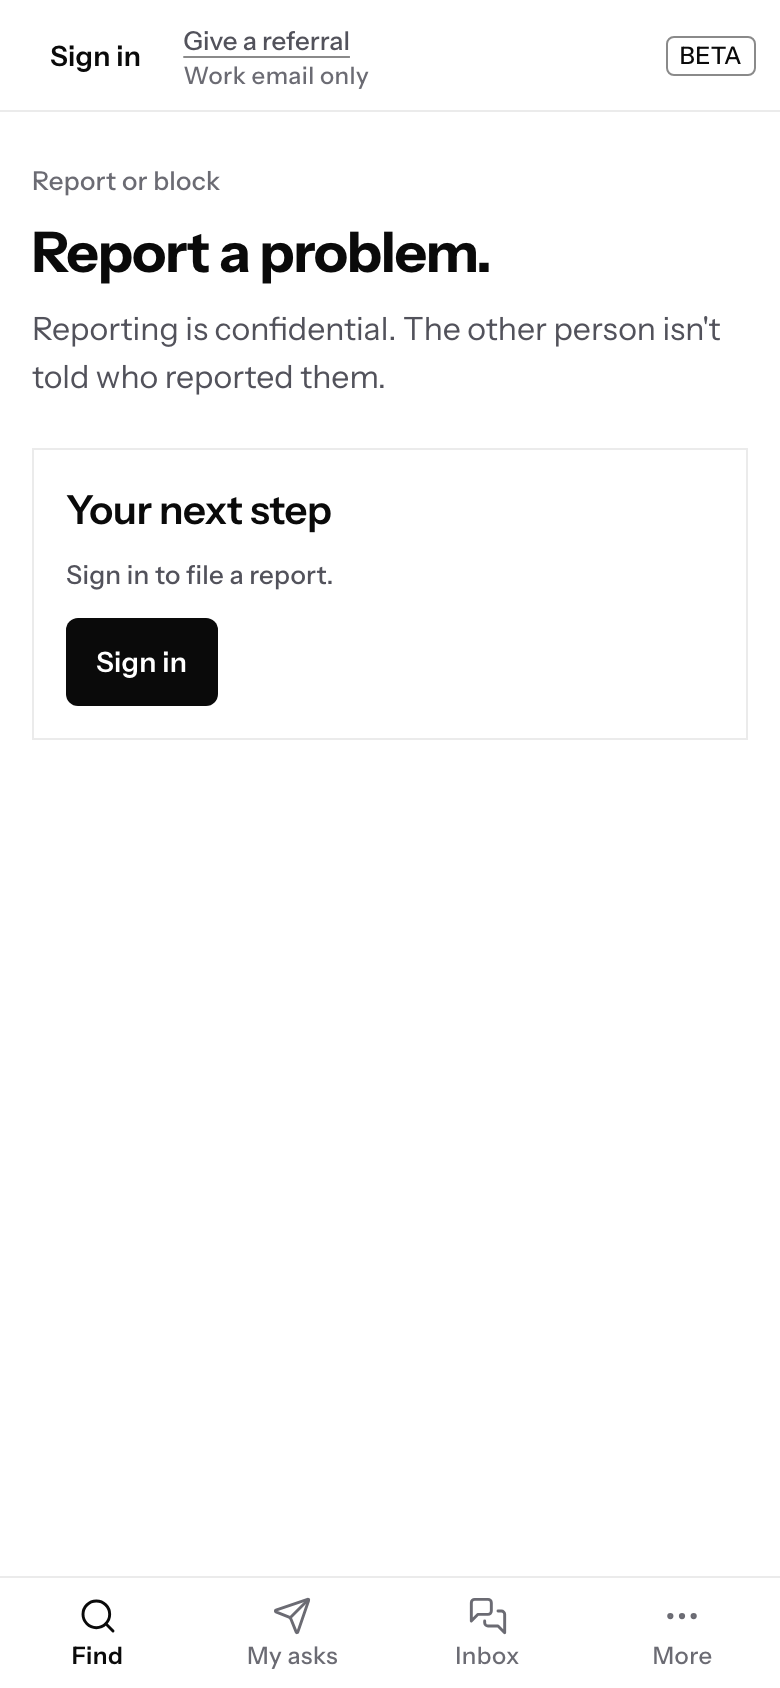 Sign in
Give a referral
Work email only
BETA
Report or block
Report a problem.
Reporting is confidential. The other person isn't
told who reported them.
Your next step
Sign in to file a report.
Sign in
Find
My asks
Inbox
More